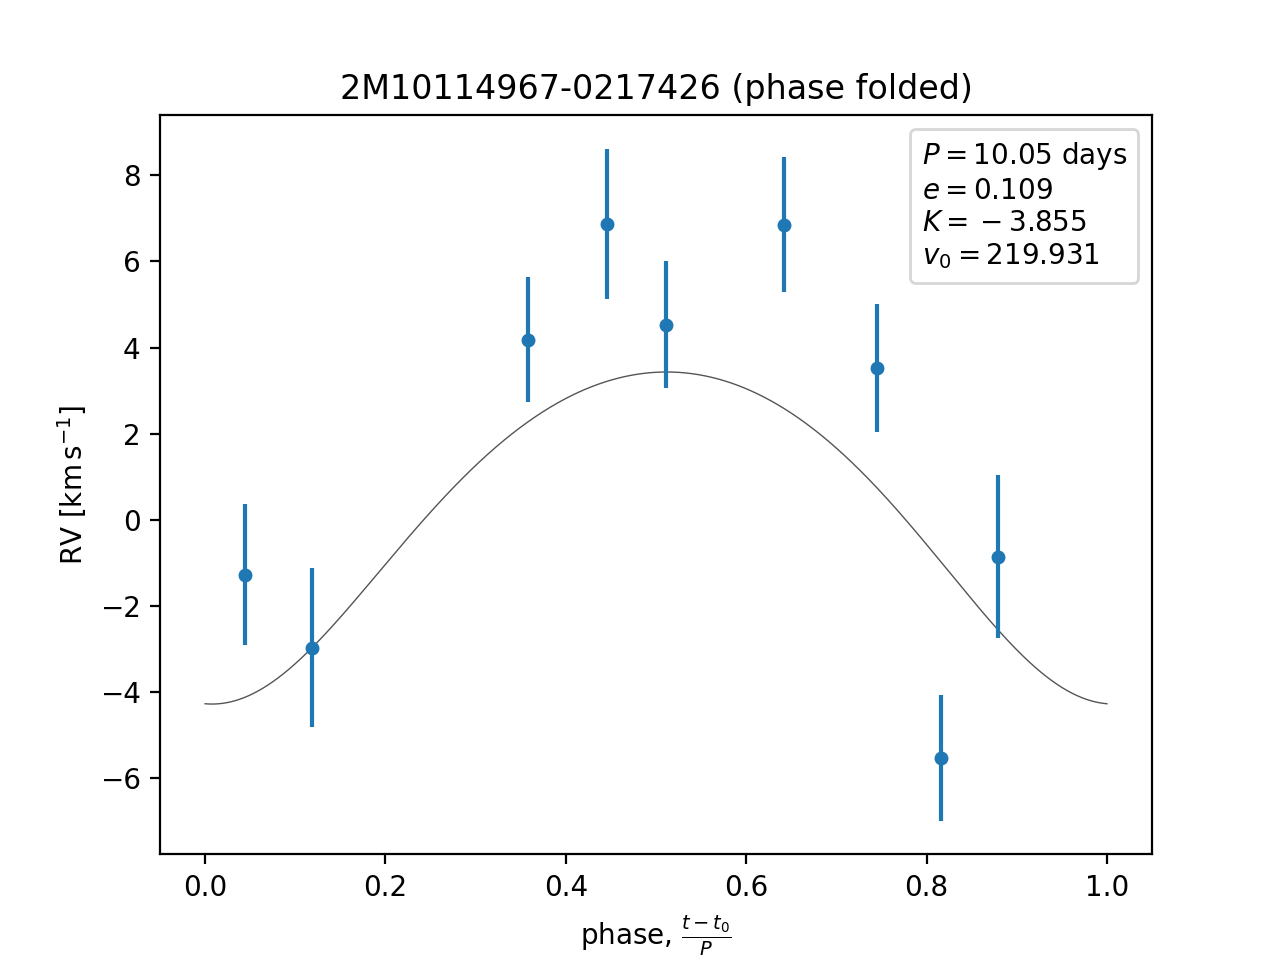 2M10114967-0217426 (phase folded)
P = 10.05 days
e = 0.109
K = −3.855
v₀ = 219.931
RV [km s⁻¹]
8
6
4
2
0
−2
−4
−6
0.0 0.2 0.4 0.6 0.8 1.0
phase, (t − t₀)/P